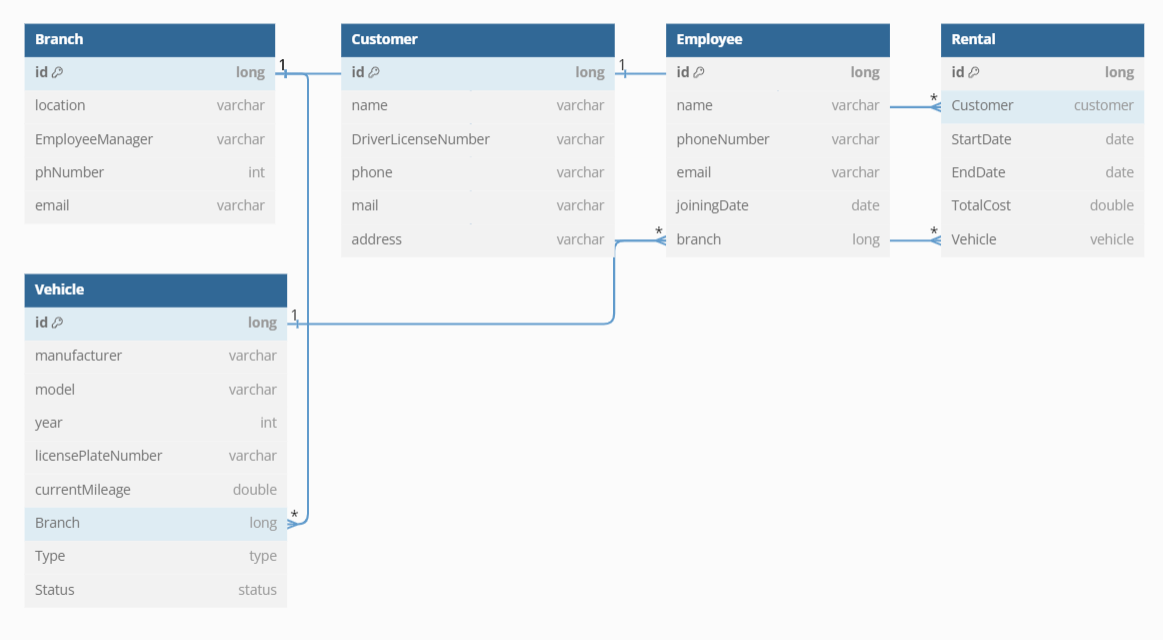 Branch
id long
location varchar
EmployeeManager varchar
phNumber int
email varchar
1
Customer
id long
name varchar
DriverLicenseNumber varchar
phone varchar
mail varchar
address varchar
1
Employee
id long
name varchar
phoneNumber varchar
email varchar
joiningDate date
* branch long
Rental
id long
* Customer customer
StartDate date
EndDate date
TotalCost double
* Vehicle vehicle
Vehicle
id long 1
manufacturer varchar
model varchar
year int
licensePlateNumber varchar
currentMileage double
Branch long *
Type type
Status status